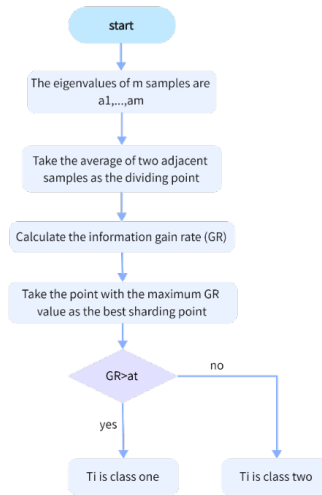 start
The eigenvalues of m samples are
a1,...,am
Take the average of two adjacent
samples as the dividing point
Calculate the information gain rate (GR)
Take the point with the maximum GR
value as the best sharding point
GR>at
no
yes
Ti is class one
Ti is class two